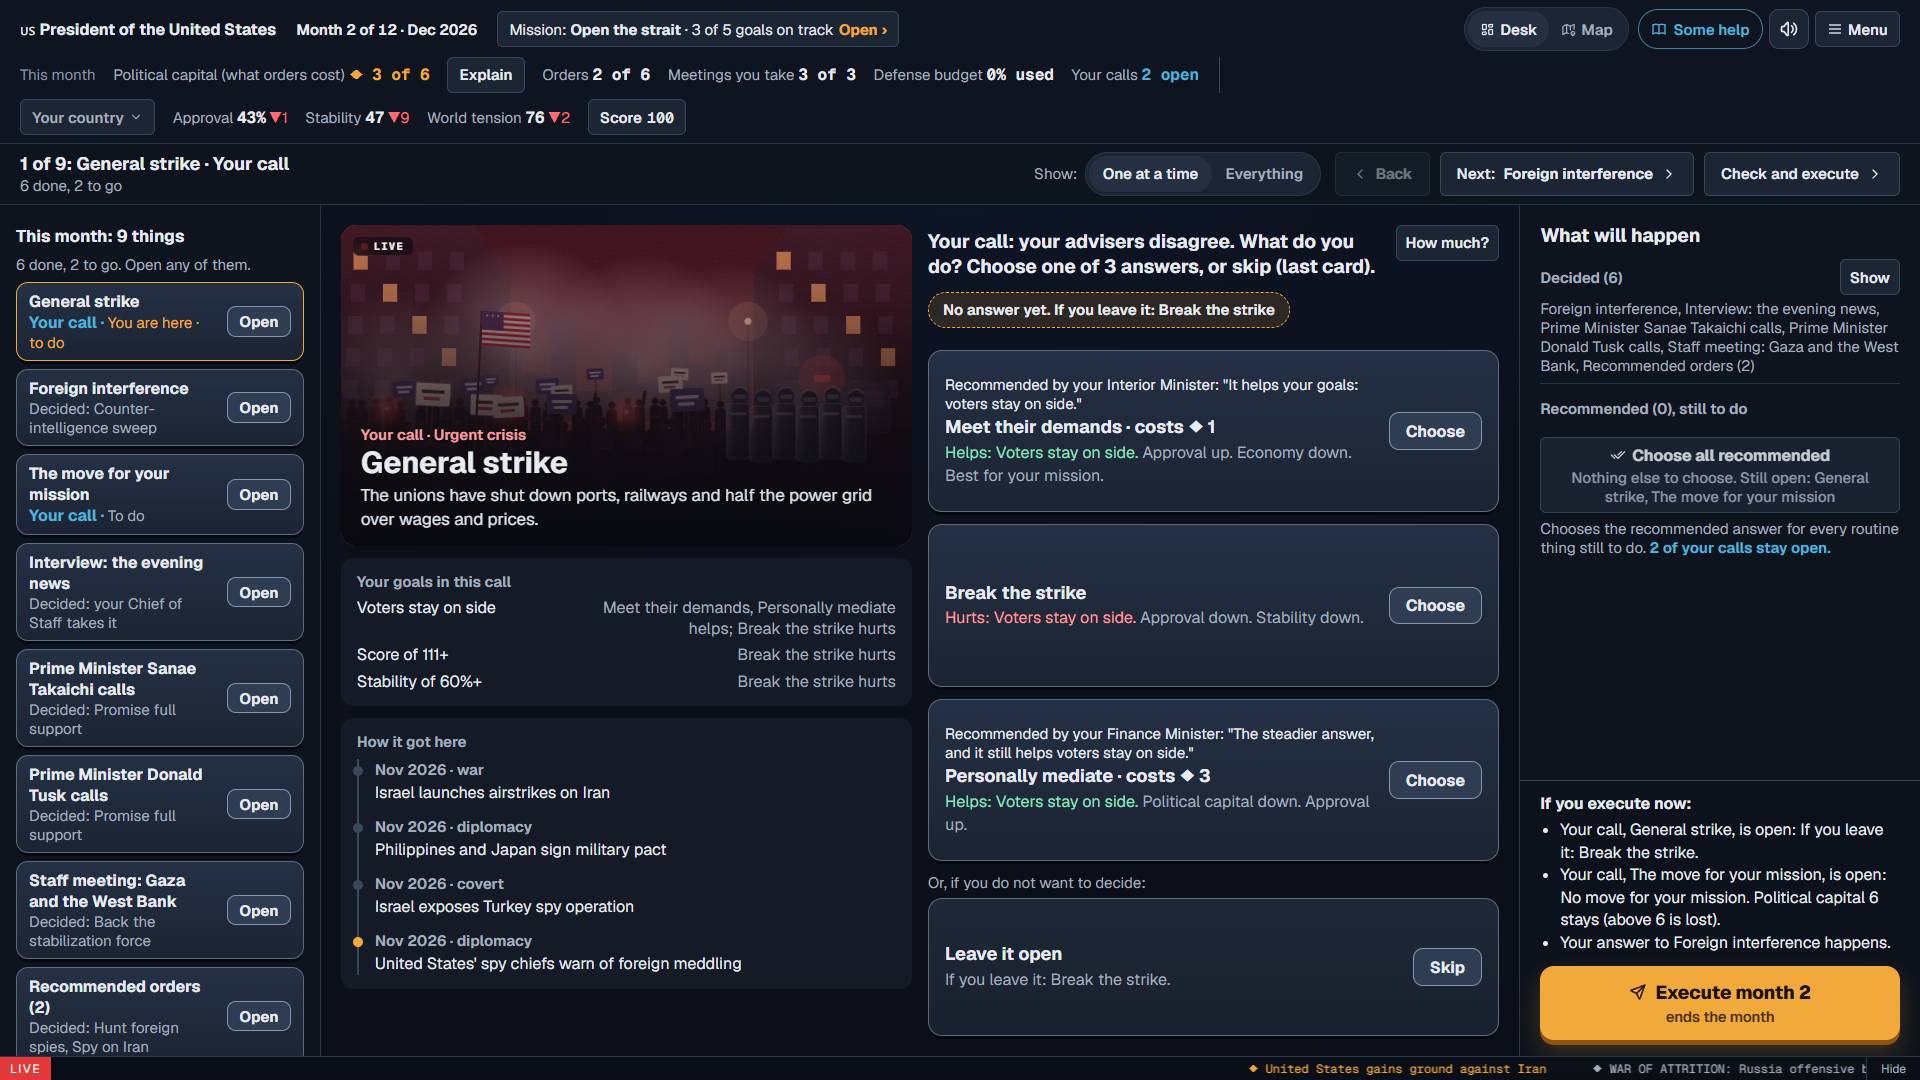 US President of the United States
Month 2 of 12 · Dec 2026
Mission: Open the strait · 3 of 5 goals on track Open ›
Desk
Map
Some help
Menu
This month
Political capital (what orders cost) ◆ 3 of 6
Explain
Orders 2 of 6
Meetings you take 3 of 3
Defense budget 0% used
Your calls 2 open
Your country
Approval 43% ▼1
Stability 47 ▼9
World tension 76 ▼2
Score 100
1 of 9: General strike · Your call
6 done, 2 to go
Show:
One at a time
Everything
‹ Back
Next: Foreign interference ›
Check and execute ›
This month: 9 things
6 done, 2 to go. Open any of them.
General strike
Your call · You are here ·
to do
Open
Foreign interference
Decided: Counter-
intelligence sweep
Open
The move for your
mission
Your call · To do
Open
Interview: the evening
news
Decided: your Chief of
Staff takes it
Open
Prime Minister Sanae
Takaichi calls
Decided: Promise full
support
Open
Prime Minister Donald
Tusk calls
Decided: Promise full
support
Open
Staff meeting: Gaza
and the West Bank
Decided: Back the
stabilization force
Open
Recommended orders
(2)
Decided: Hunt foreign
spies, Spy on Iran
Open
LIVE
Your call · Urgent crisis
General strike
The unions have shut down ports, railways and half the power grid
over wages and prices.
Your goals in this call
Voters stay on side
Meet their demands, Personally mediate
helps; Break the strike hurts
Score of 111+
Break the strike hurts
Stability of 60%+
Break the strike hurts
How it got here
Nov 2026 · war
Israel launches airstrikes on Iran
Nov 2026 · diplomacy
Philippines and Japan sign military pact
Nov 2026 · covert
Israel exposes Turkey spy operation
Nov 2026 · diplomacy
United States' spy chiefs warn of foreign meddling
Your call: your advisers disagree. What do you
do? Choose one of 3 answers, or skip (last card).
How much?
No answer yet. If you leave it: Break the strike
Recommended by your Interior Minister: "It helps your goals:
voters stay on side."
Meet their demands · costs ◆ 1
Helps: Voters stay on side. Approval up. Economy down.
Best for your mission.
Choose
Break the strike
Hurts: Voters stay on side. Approval down. Stability down.
Choose
Recommended by your Finance Minister: "The steadier answer,
and it still helps voters stay on side."
Personally mediate · costs ◆ 3
Helps: Voters stay on side. Political capital down. Approval
up.
Choose
Or, if you do not want to decide:
Leave it open
If you leave it: Break the strike.
Skip
What will happen
Decided (6)
Show
Foreign interference, Interview: the evening news,
Prime Minister Sanae Takaichi calls, Prime Minister
Donald Tusk calls, Staff meeting: Gaza and the West
Bank, Recommended orders (2)
Recommended (0), still to do
Choose all recommended
Nothing else to choose. Still open: General
strike, The move for your mission
Chooses the recommended answer for every routine
thing still to do. 2 of your calls stay open.
If you execute now:
• Your call, General strike, is open: If you leave
it: Break the strike.
• Your call, The move for your mission, is open:
No move for your mission. Political capital 6
stays (above 6 is lost).
• Your answer to Foreign interference happens.
Execute month 2
ends the month
LIVE
◆ United States gains ground against Iran
◆ WAR OF ATTRITION: Russia offensive
Hide